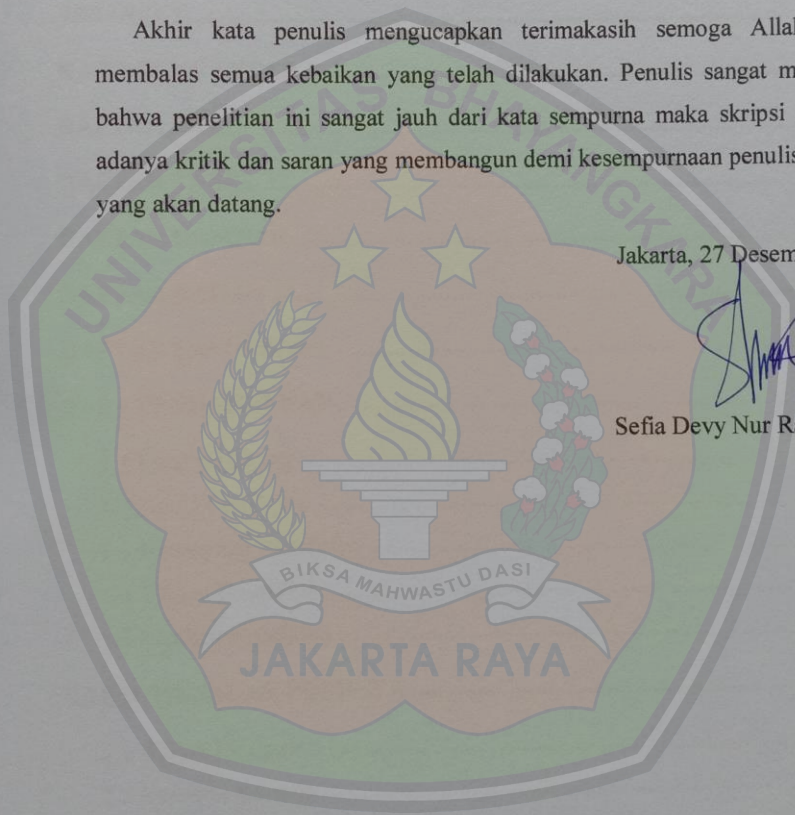 Akhir kata penulis mengucapkan terimakasih semoga Allah
membalas semua kebaikan yang telah dilakukan. Penulis sangat
bahwa penelitian ini sangat jauh dari kata sempurna maka skripsi
adanya kritik dan saran yang membangun demi kesempurnaan
yang akan datang.
Jakarta, 27
Sefia Devy Nur
UNIVERSITAS BHAYANGKARA
BIKSA MAHWASTU DASI
JAKARTA RAYA